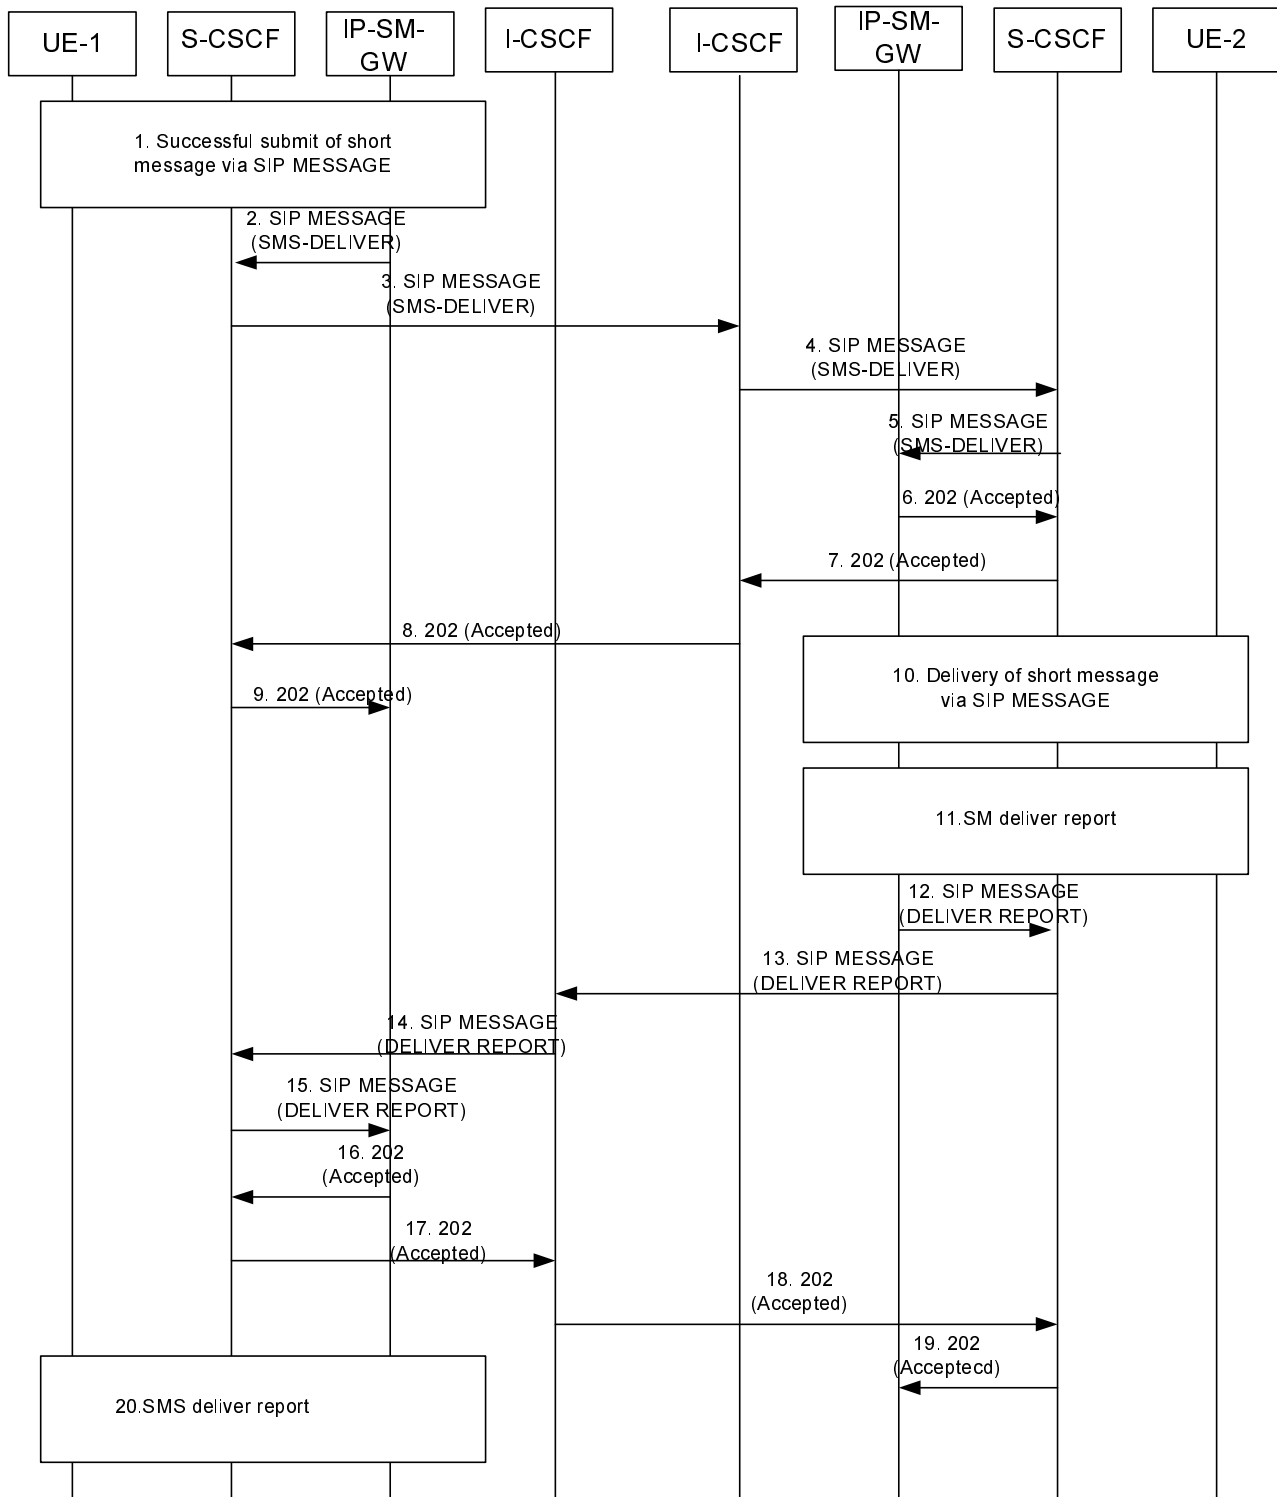 UE-1
S-CSCF
IP-SM-
GW
I-CSCF
I-CSCF
IP-SM-
GW
S-CSCF
UE-2
1. Successful submit of short
message via SIP MESSAGE
2. SIP MESSAGE
(SMS-DELIVER)
3. SIP MESSAGE
(SMS-DELIVER)
4. SIP MESSAGE
(SMS-DELIVER)
5. SIP MESSAGE
(SMS-DELIVER)
6. 202 (Accepted)
7. 202 (Accepted)
8. 202 (Accepted)
10. Delivery of short message
via SIP MESSAGE
9. 202 (Accepted)
11.SM deliver report
12. SIP MESSAGE
(DELIVER REPORT)
13. SIP MESSAGE
(DELIVER REPORT)
14. SIP MESSAGE
(DELIVER REPORT)
15. SIP MESSAGE
(DELIVER REPORT)
16. 202
(Accepted)
17. 202
(Accepted)
18. 202
(Accepted)
19. 202
(Acceptecd)
20.SMS deliver report